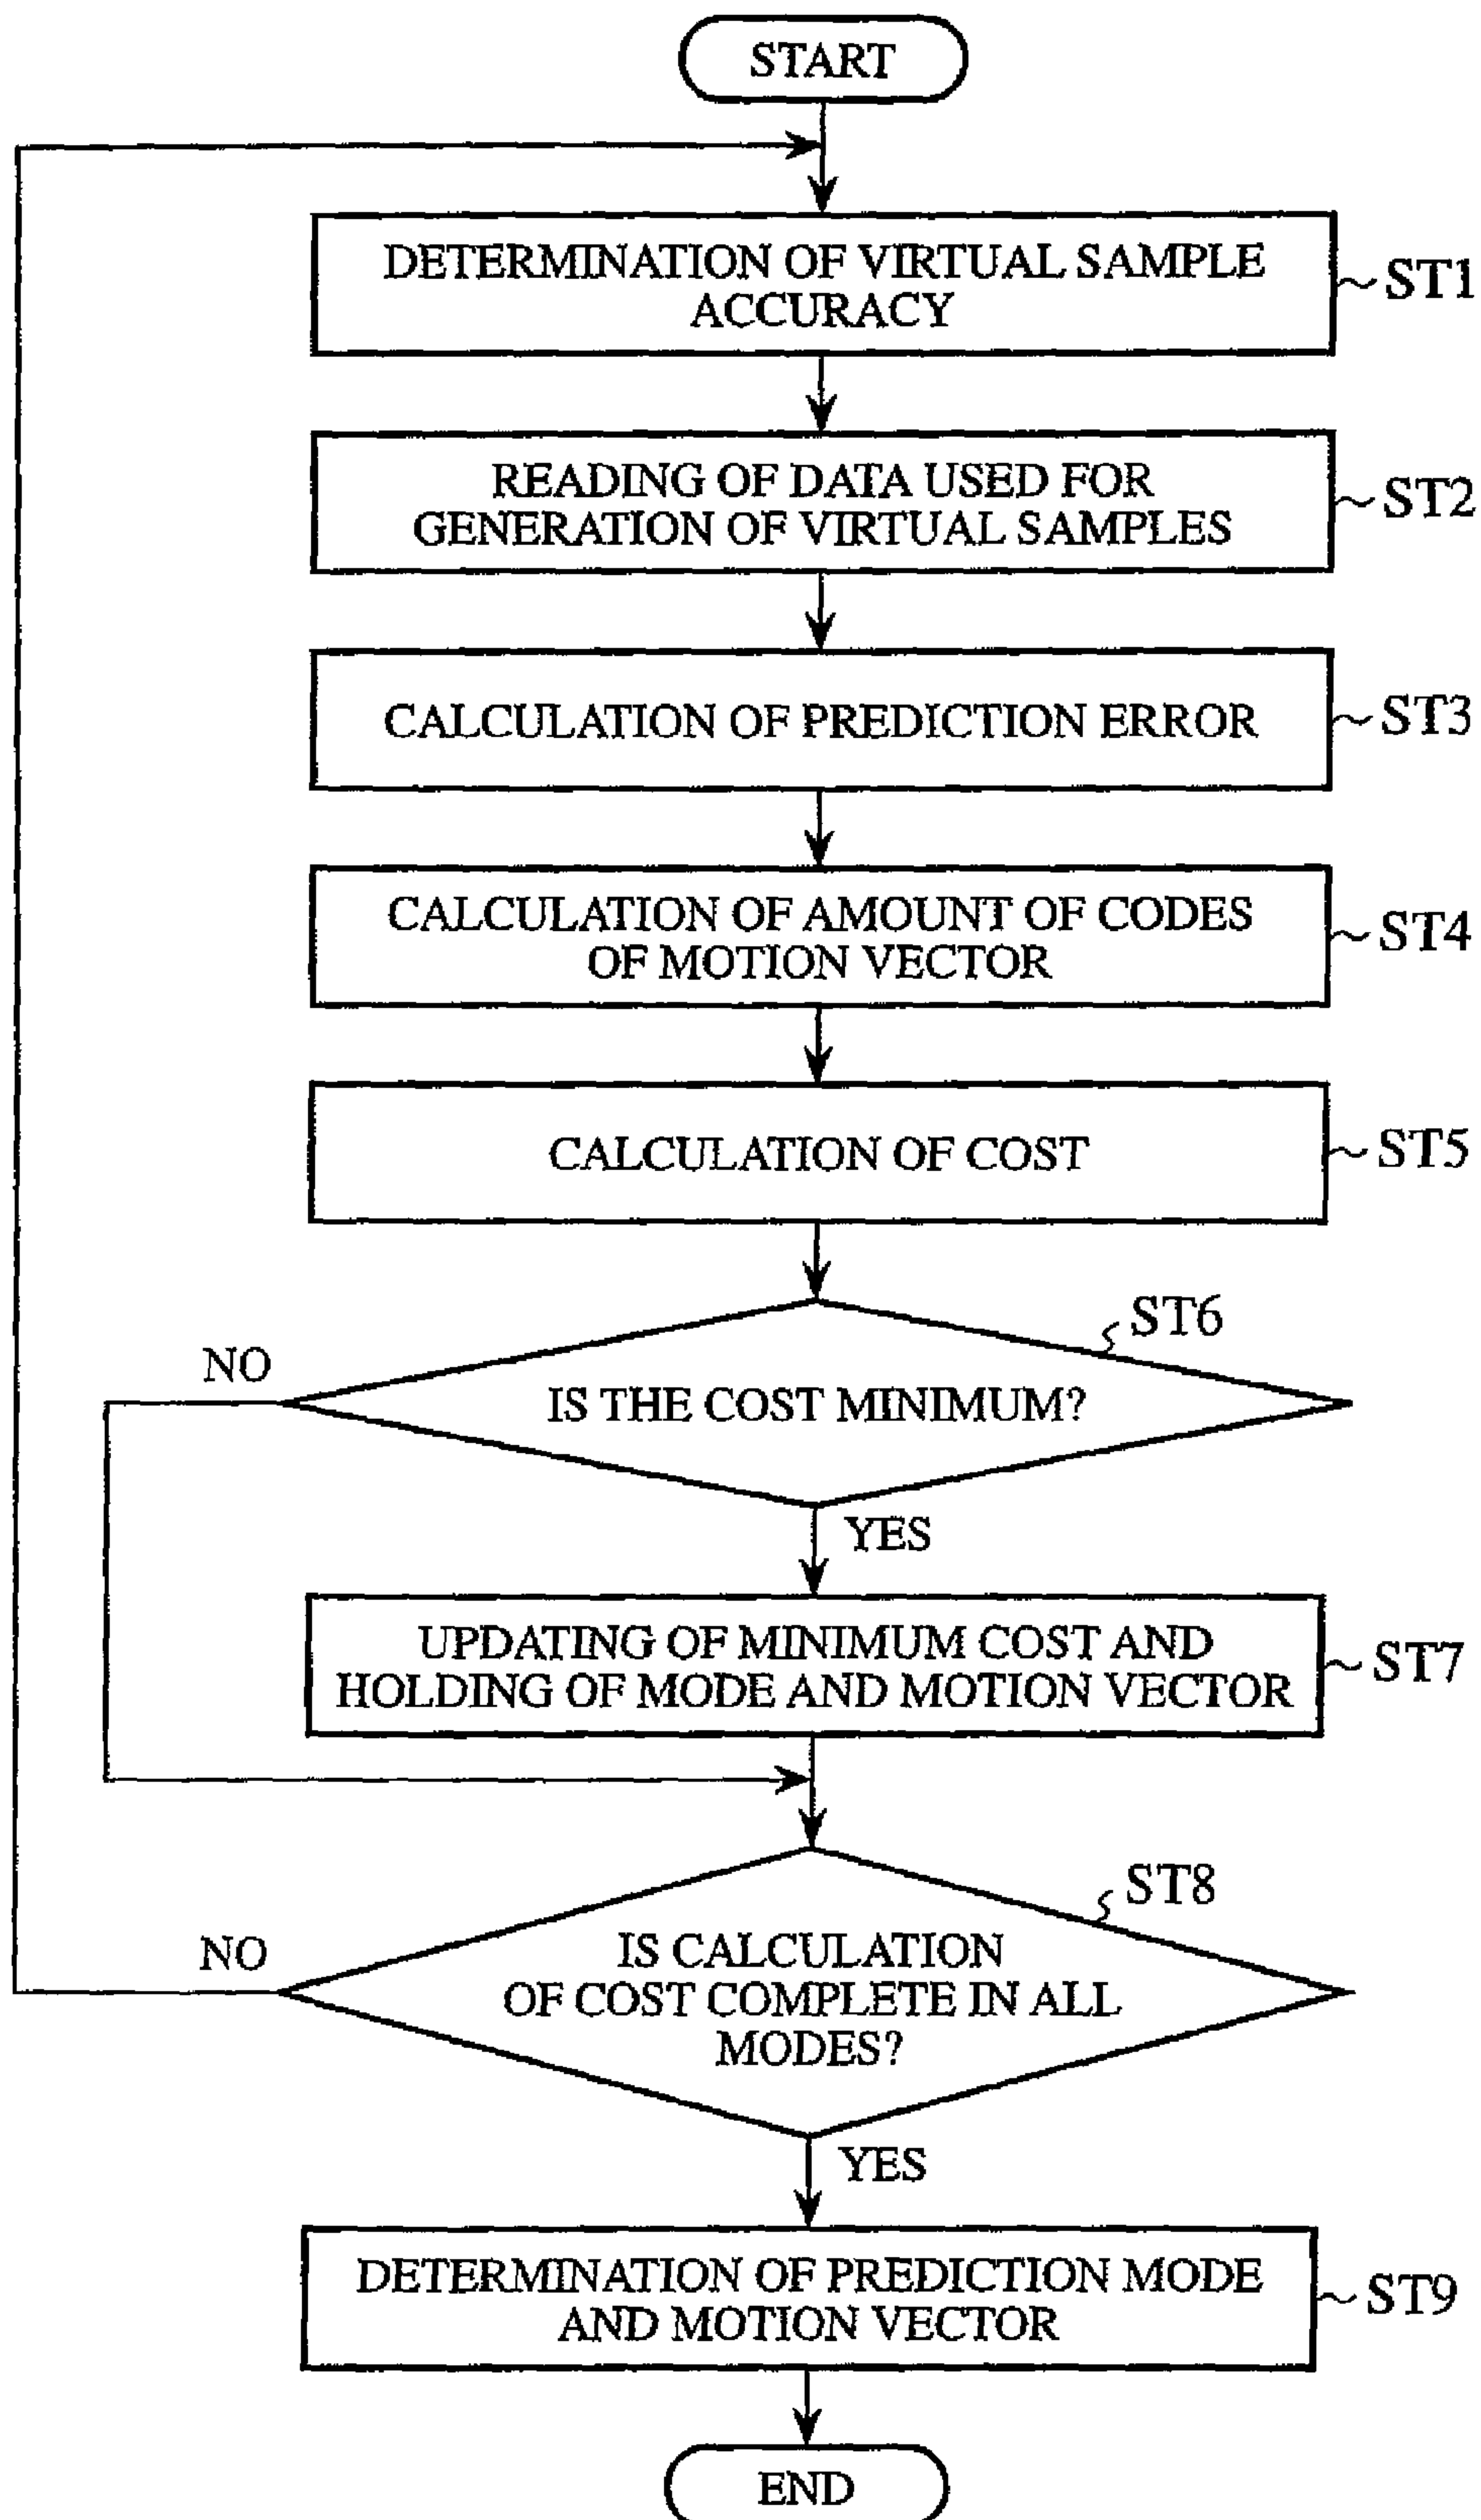 START
DETERMINATION OF VIRTUAL SAMPLE
ACCURACY
ST1
READING OF DATA USED FOR
GENERATION OF VIRTUAL SAMPLES
ST2
CALCULATION OF PREDICTION ERROR
ST3
CALCULATION OF AMOUNT OF CODES
OF MOTION VECTOR
ST4
CALCULATION OF COST
ST5
ST6
NO
IS THE COST MINIMUM?
YES
UPDATING OF MINIMUM COST AND
HOLDING OF MODE AND MOTION VECTOR
ST7
ST8
NO
IS CALCULATION
OF COST COMPLETE IN ALL
MODES?
YES
DETERMINATION OF PREDICTION MODE
AND MOTION VECTOR
ST9
END